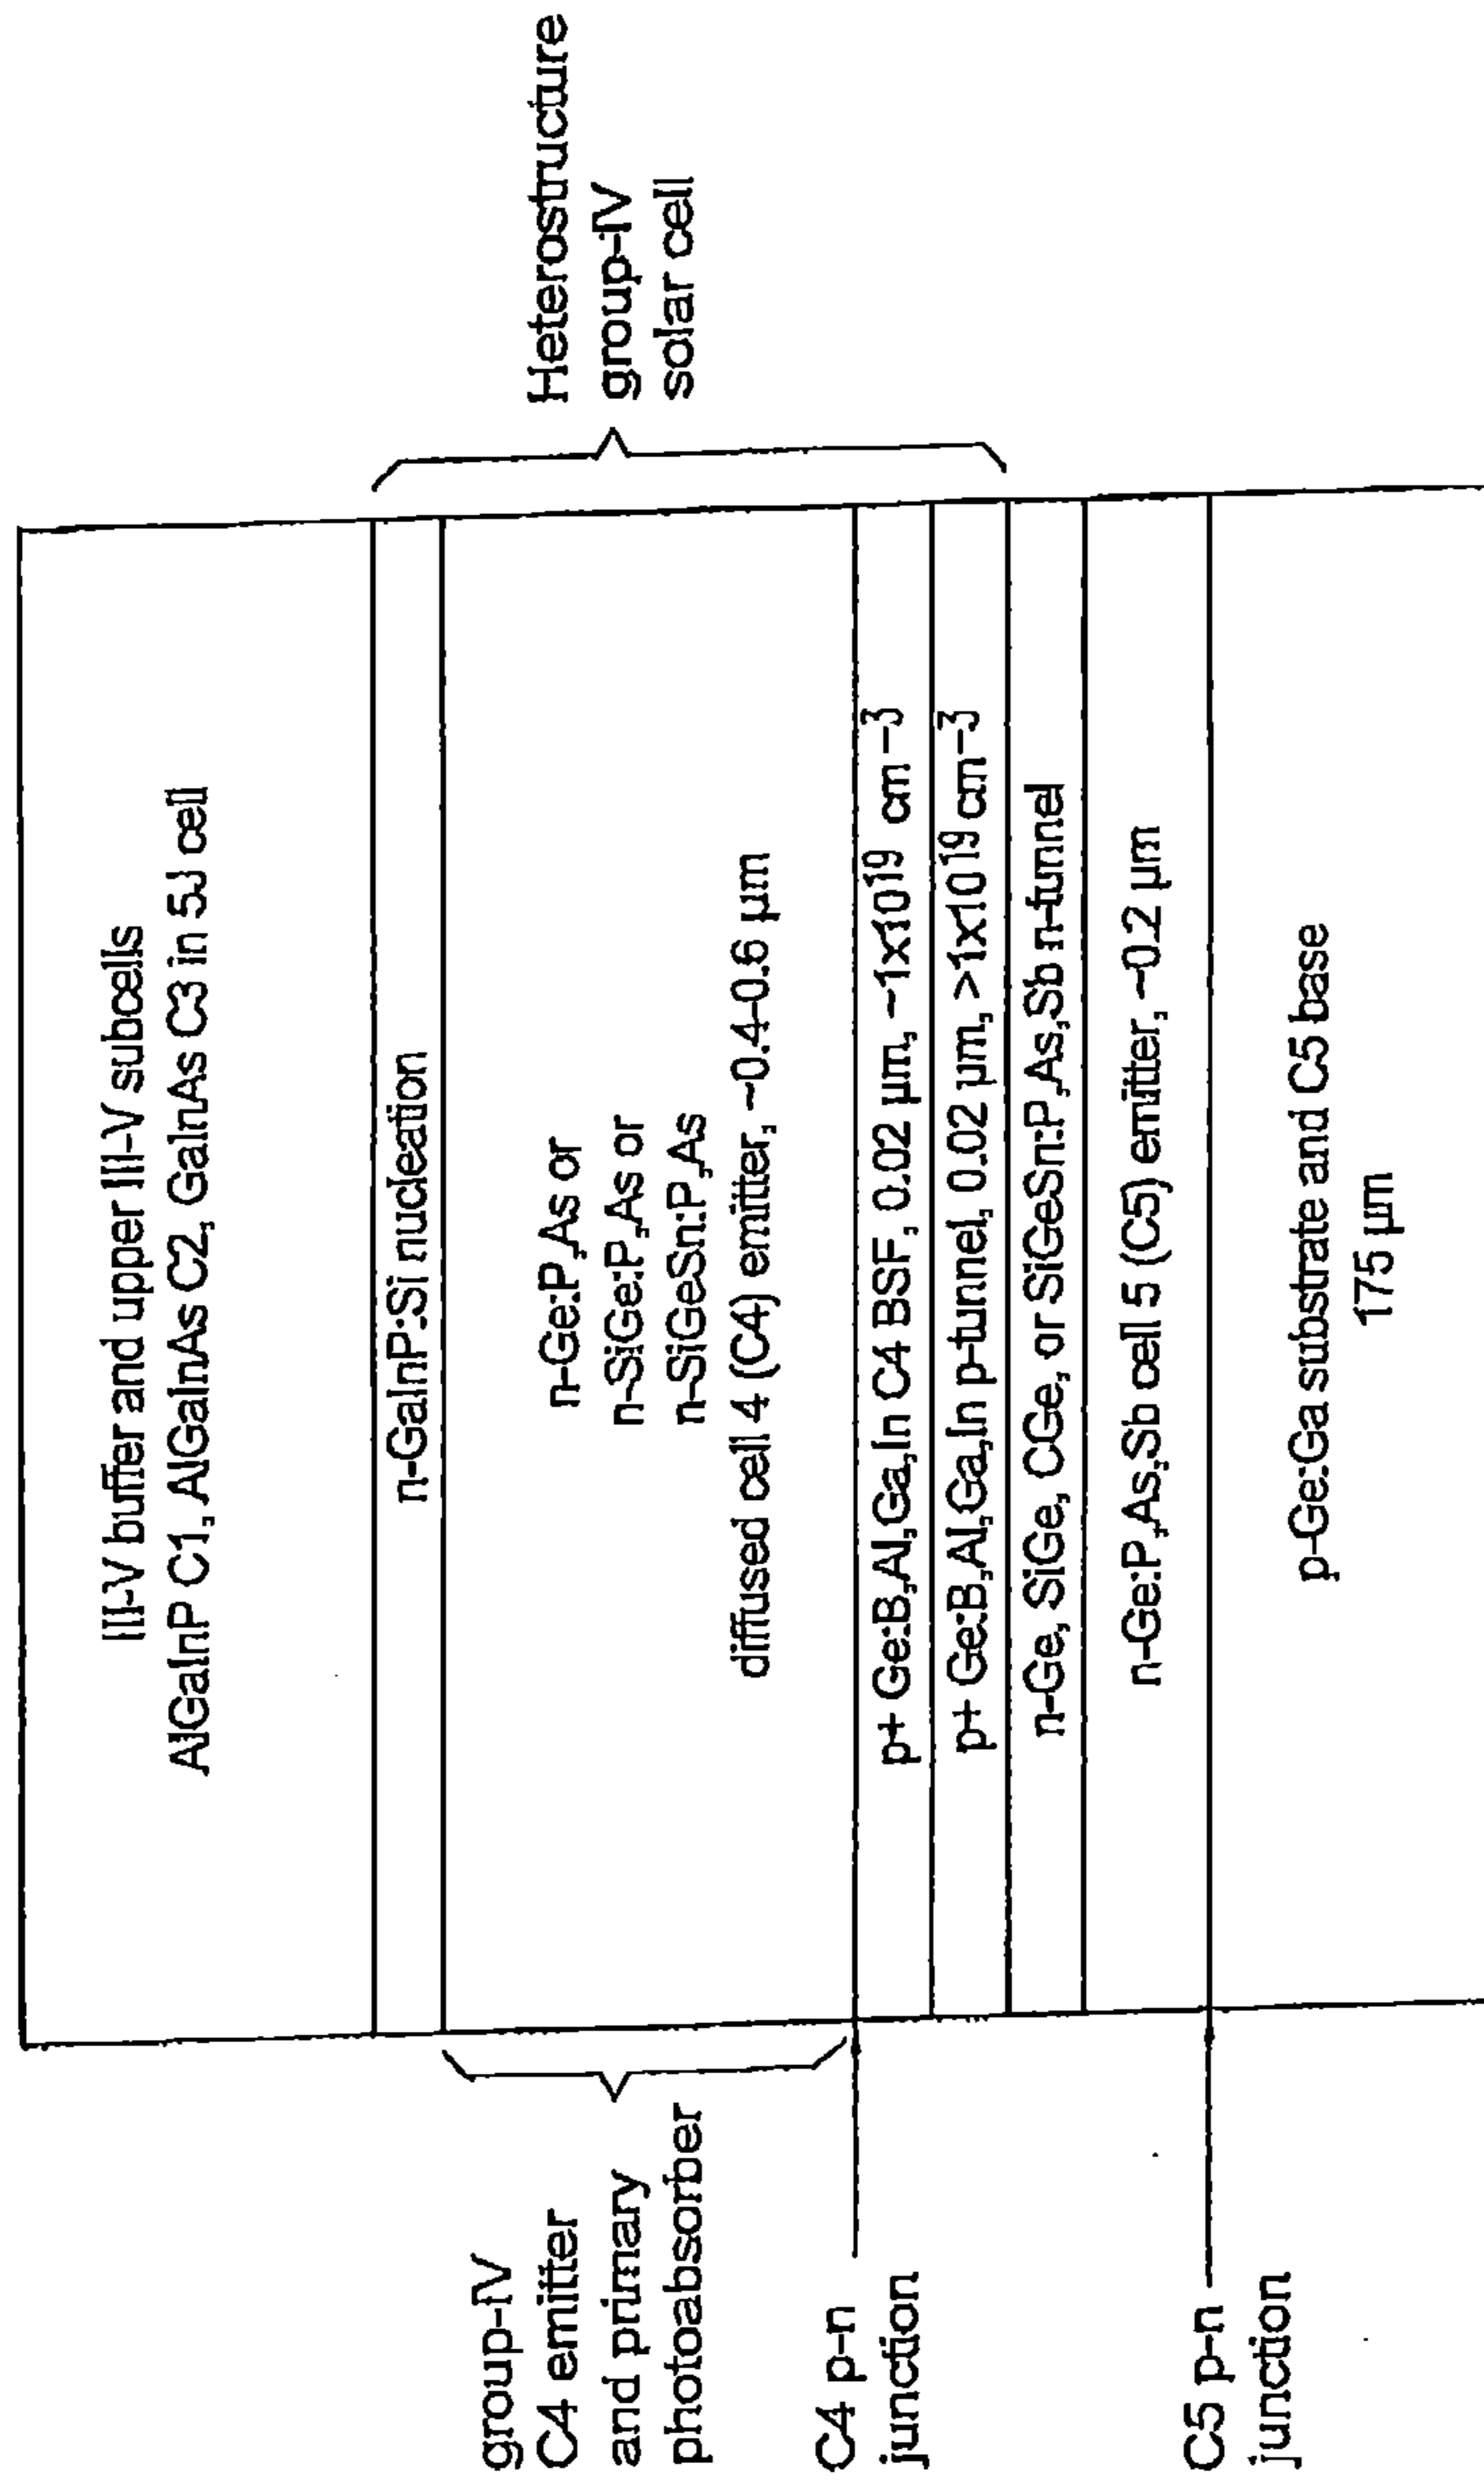 III-V buffer and upper III-V subcells
AlGaInP C1, AlGaInAs C2, GaInAs C3 in 5J cell
n-GaInP:Si nucleation
n-Ge:P,As or
n-SiGe:P,As or
n-SiGeSn:P,As
diffused cell 4 (C4) emitter, ~0.4-0.6 µm
p+ Ge:B,Al,Ga,In C4 BSF, 0.02 µm, ~1x10¹⁹ cm⁻³
p+ Ge:B,Al,Ga,In p-tunnel, 0.02 µm, >1x10¹⁹ cm⁻³
n-Ge, SiGe, CGe, or SiGeSn:P,As,Sb n-tunnel
n-Ge:P,As,Sb cell 5 (C5) emitter, ~0.2 µm
p-Ge:Ga substrate and C5 base
175 µm
group-IV
C4 emitter
and primary
photoabsorber
C4 p-n
junction
C5 p-n
junction
Heterostructure
group-IV
solar cell